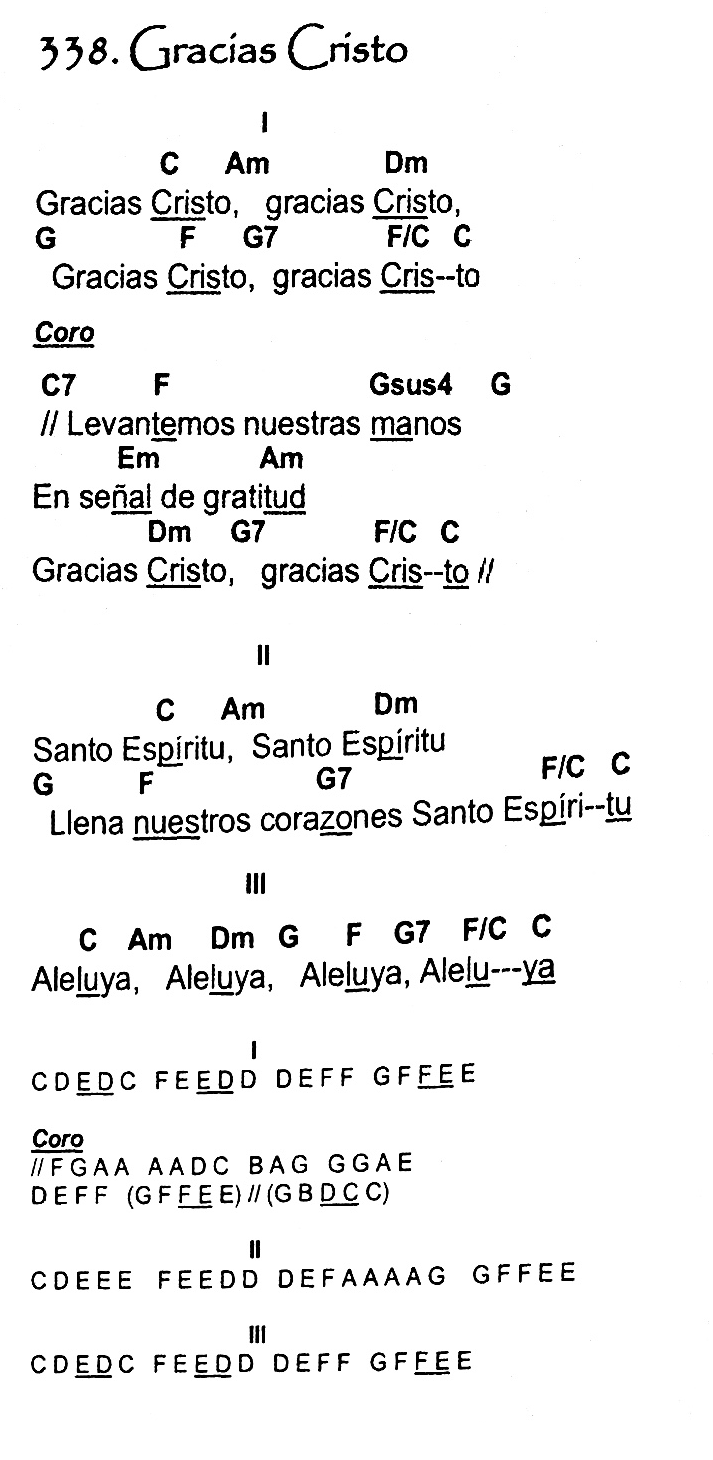 338. Gracias Cristo
I
C Am Dm
Gracias Cristo, gracias Cristo,
G F G7 F/C C
Gracias Cristo, gracias Cris--to
Coro
C7 F Gsus4 G
// Levantemos nuestras manos
Em Am
En señal de gratitud
Dm G7 F/C C
Gracias Cristo, gracias Cris--to //
II
C Am Dm
Santo Espíritu, Santo Espíritu
G F G7 F/C C
Llena nuestros corazones Santo Espíri--tu
III
C Am Dm G F G7 F/C C
Aleluya, Aleluya, Aleluya, Alelu---ya
I
C D E D C F E E D D D E F F G F F E E
Coro
// F G A A A A D C B A G G G A E
D E F F (G F F E E) // (G B D C C)
II
C D E E E F E E D D D E F A A A A G G F F E E
III
C D E D C F E E D D D E F F G F F E E